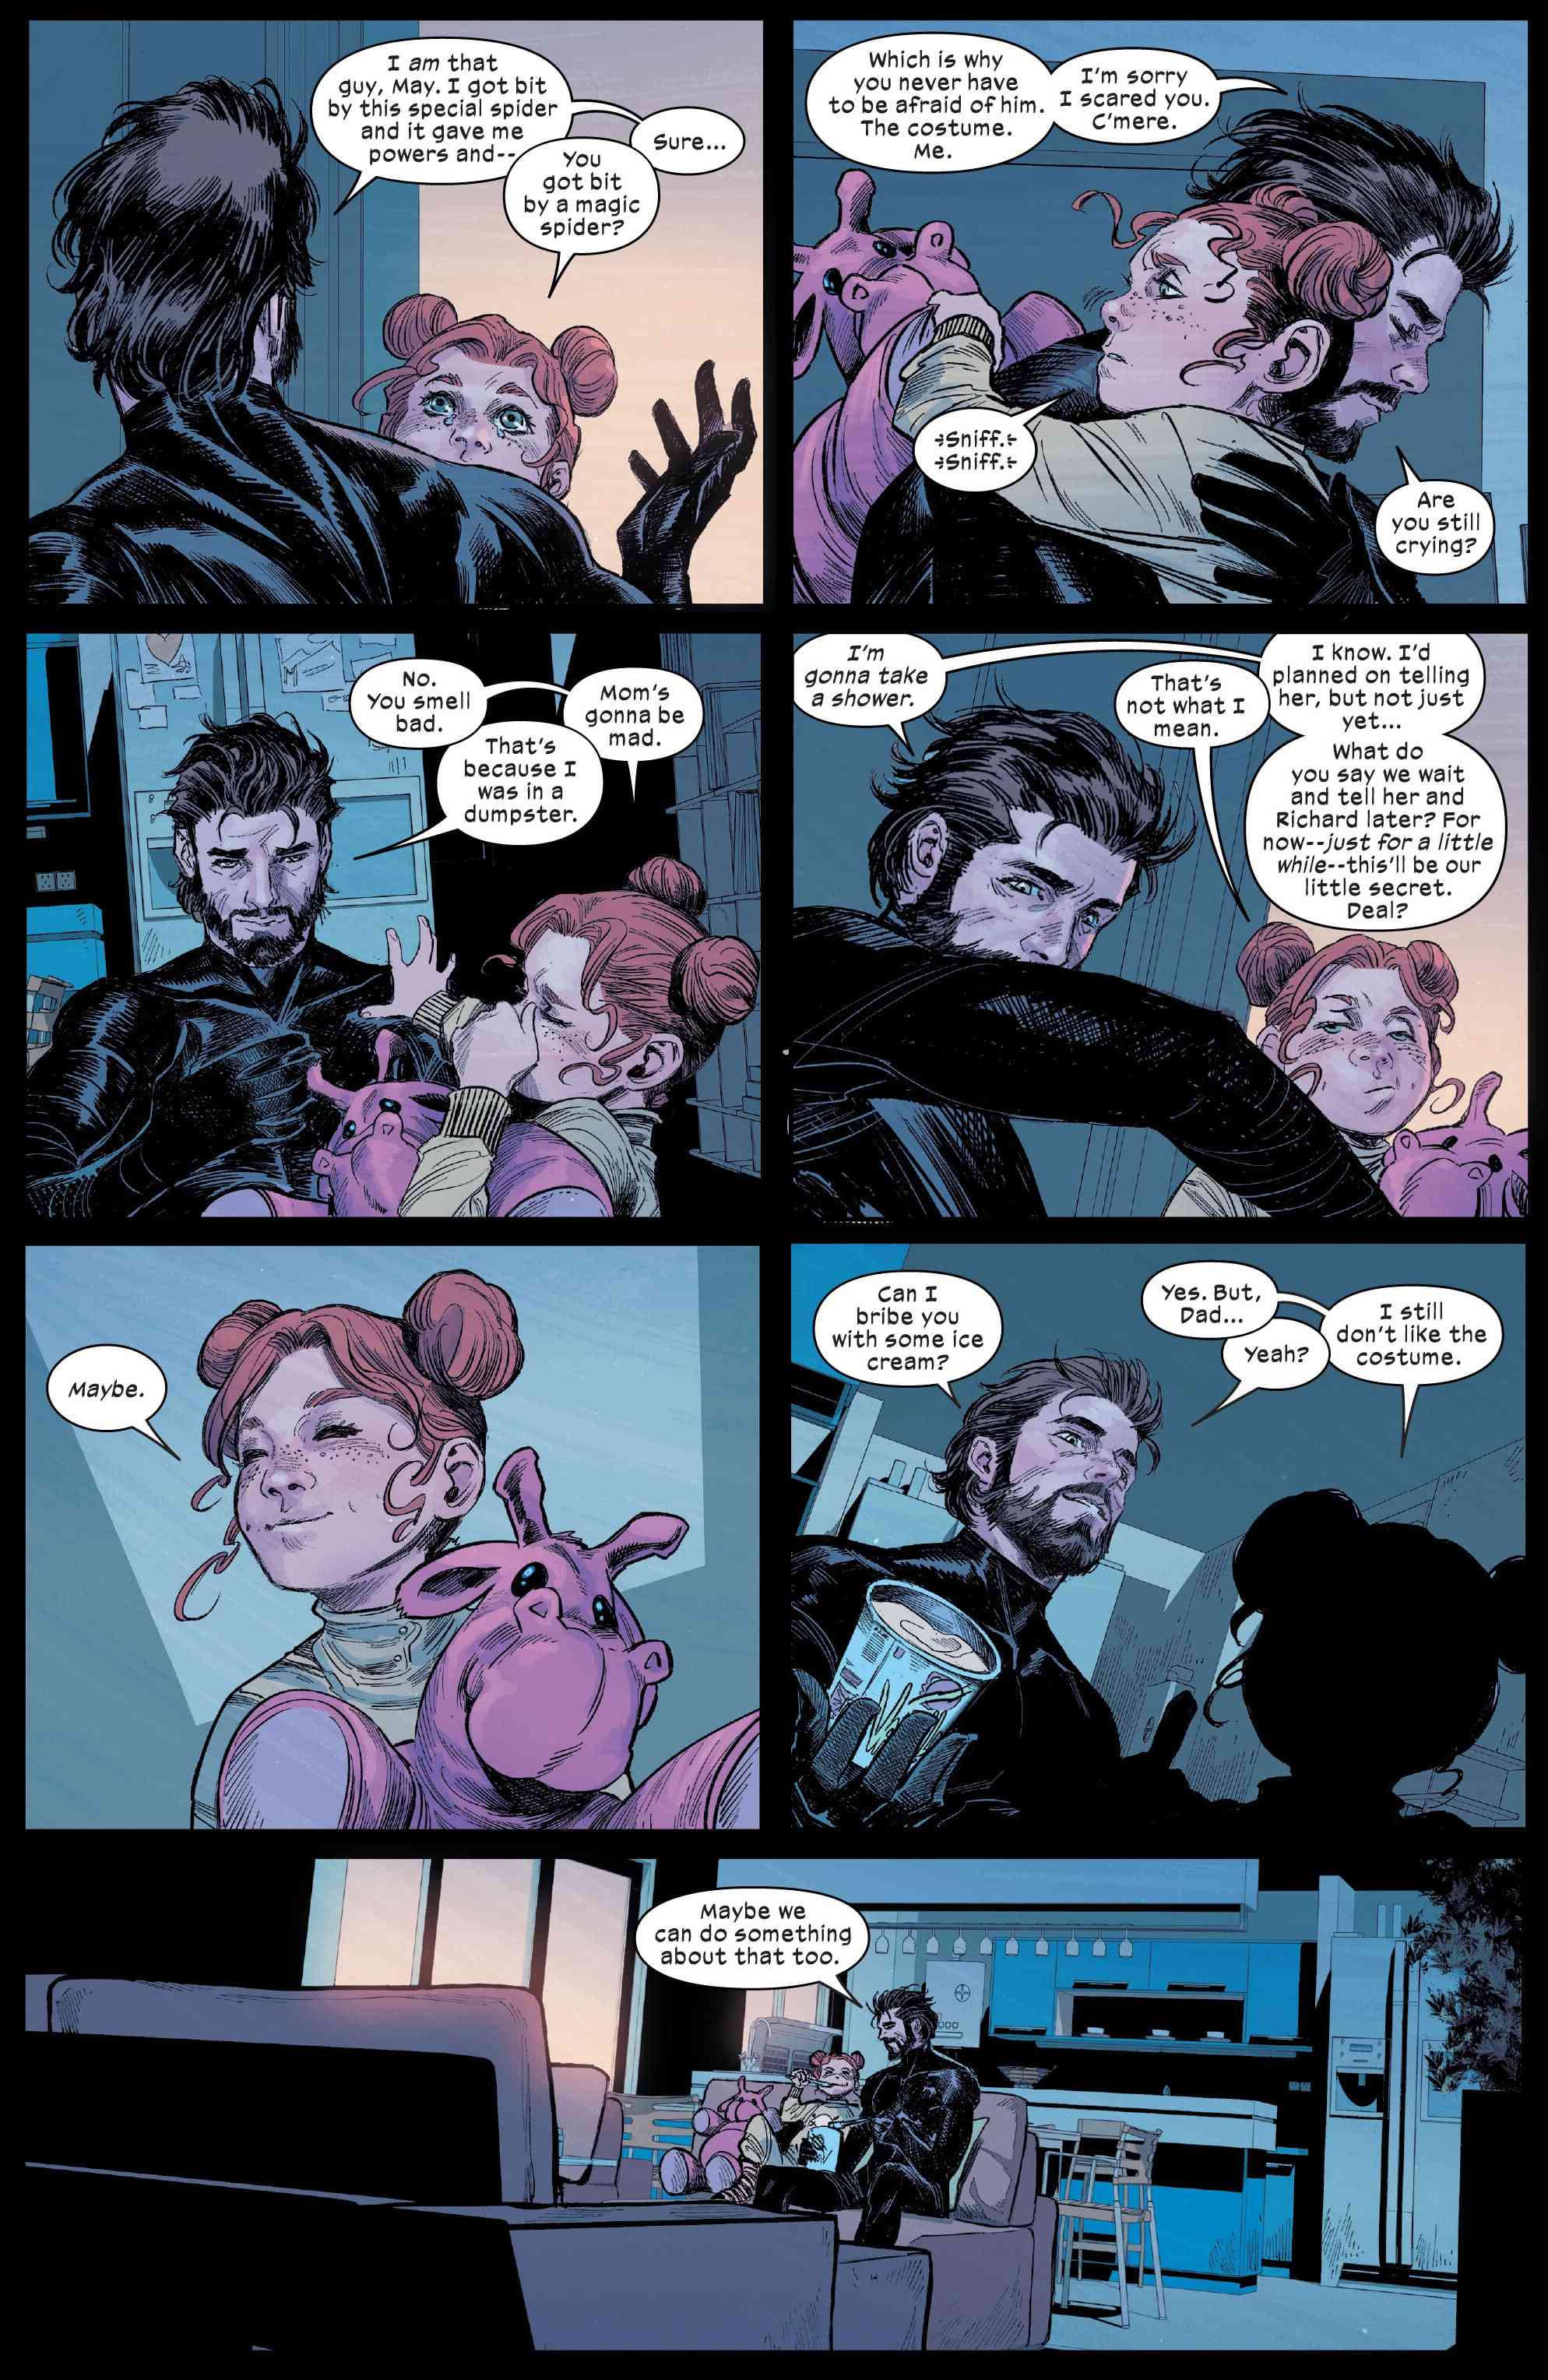 I am that
guy, May. I got bit
by this special spider
and it gave me
powers and--
You
got bit
by a magic
spider?
Sure...
Which is why
you never have
to be afraid of him.
The costume.
Me.
I'm sorry
I scared you.
C'mere.
÷Sniff.÷
÷Sniff.÷
Are
you still
crying?
No.
You smell
bad.
That's
because I
was in a
dumpster.
Mom's
gonna be
mad.
I'm
gonna take
a shower.
That's
not what I
mean.
I know. I'd
planned on telling
her, but not just
yet...
What do
you say we wait
and tell her and
Richard later? For
now--just for a little
while--this'll be our
little secret.
Deal?
Maybe.
Can I
bribe you
with some ice
cream?
Yes. But,
Dad...
Yeah?
I still
don't like the
costume.
Maybe we
can do something
about that too.